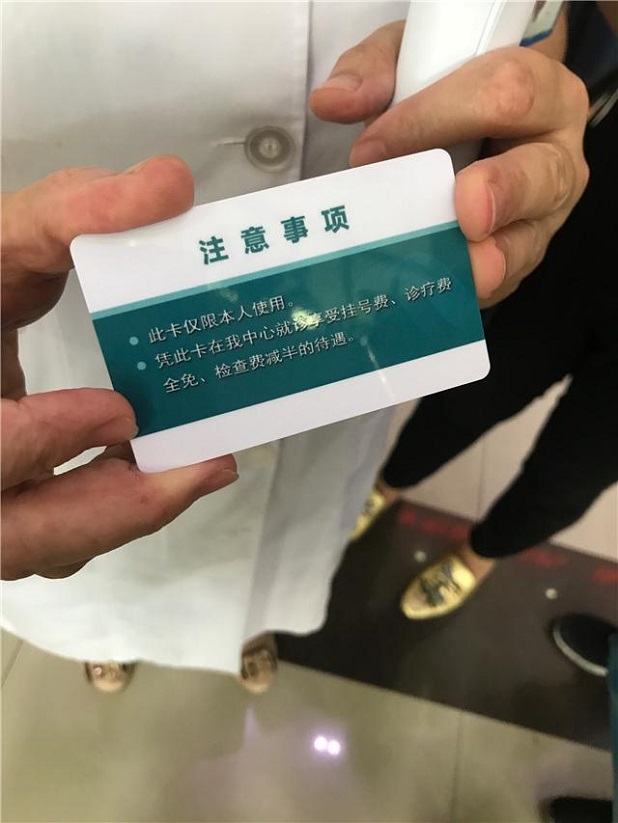 注意事项
此卡仅限本人使用。
凭此卡在我中心就诊享受挂号费、诊疗费
全免、检查费减半的待遇。